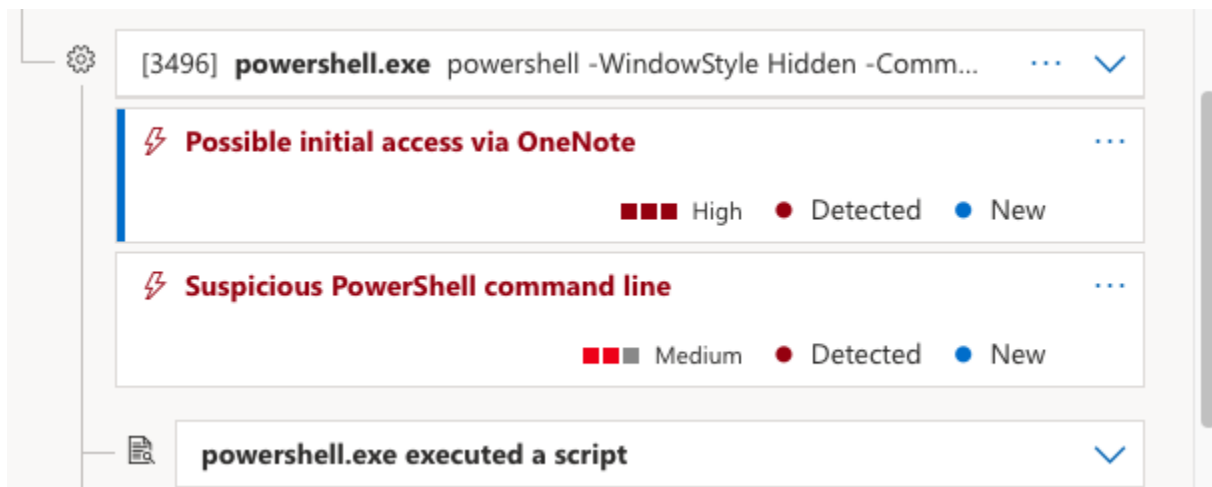 [3496] powershell.exe powershell -WindowStyle Hidden -Comm...
Possible initial access via OneNote
High Detected New
Suspicious PowerShell command line
Medium Detected New
powershell.exe executed a script